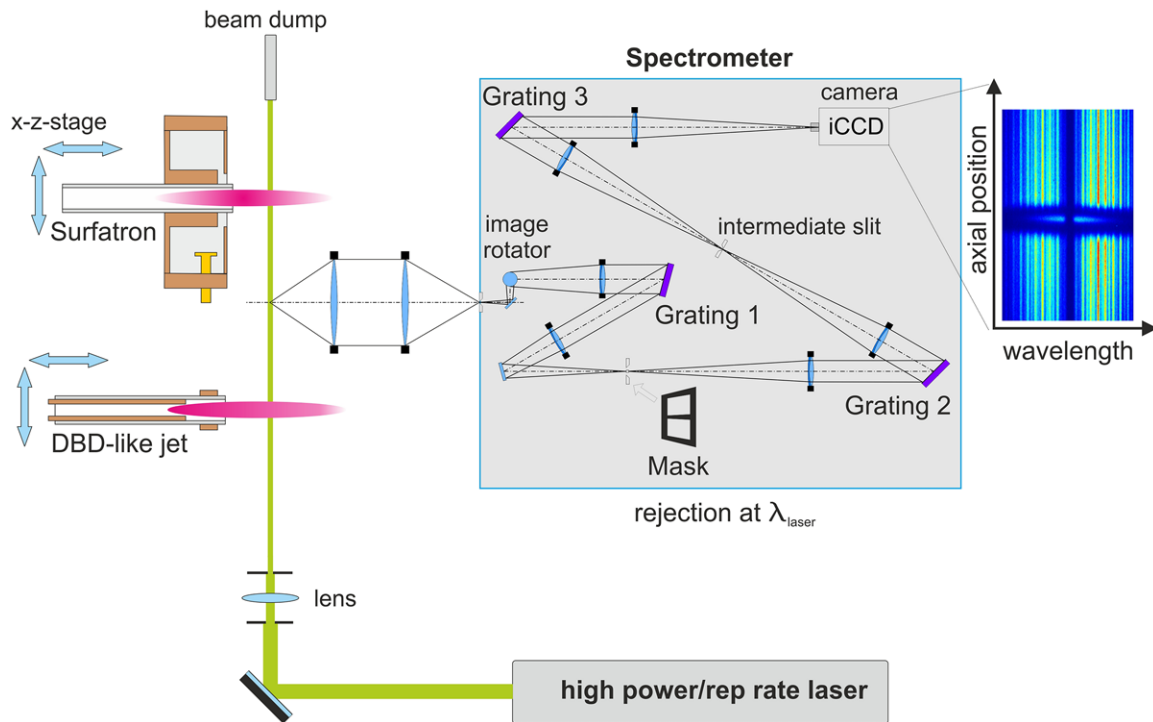 beam dump
Spectrometer
x-z-stage
Grating 3
camera
iCCD
axial position
Surfatron
image
rotator
intermediate slit
Grating 1
wavelength
Grating 2
DBD-like jet
Mask
rejection at λlaser
lens
high power/rep rate laser